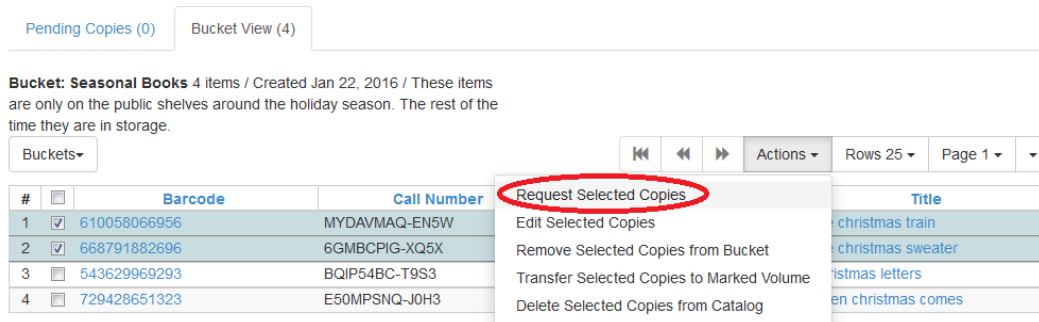 Pending Copies (0) Bucket View (4)
Bucket: Seasonal Books 4 items / Created Jan 22, 2016 / These items
are only on the public shelves around the holiday season. The rest of the
time they are in storage.
Buckets Actions Rows 25 Page 1
# Barcode Call Number Title
Request Selected Copies
1 610058066956 MYDAVMAQ-EN5W christmas train
Edit Selected Copies
2 668791882696 6GMBCPIG-XQ5X christmas sweater
Remove Selected Copies from Bucket
3 543629969293 BQIP54BC-T9S3 istmas letters
Transfer Selected Copies to Marked Volume
4 729428651323 E50MPSNQ-J0H3 en christmas comes
Delete Selected Copies from Catalog